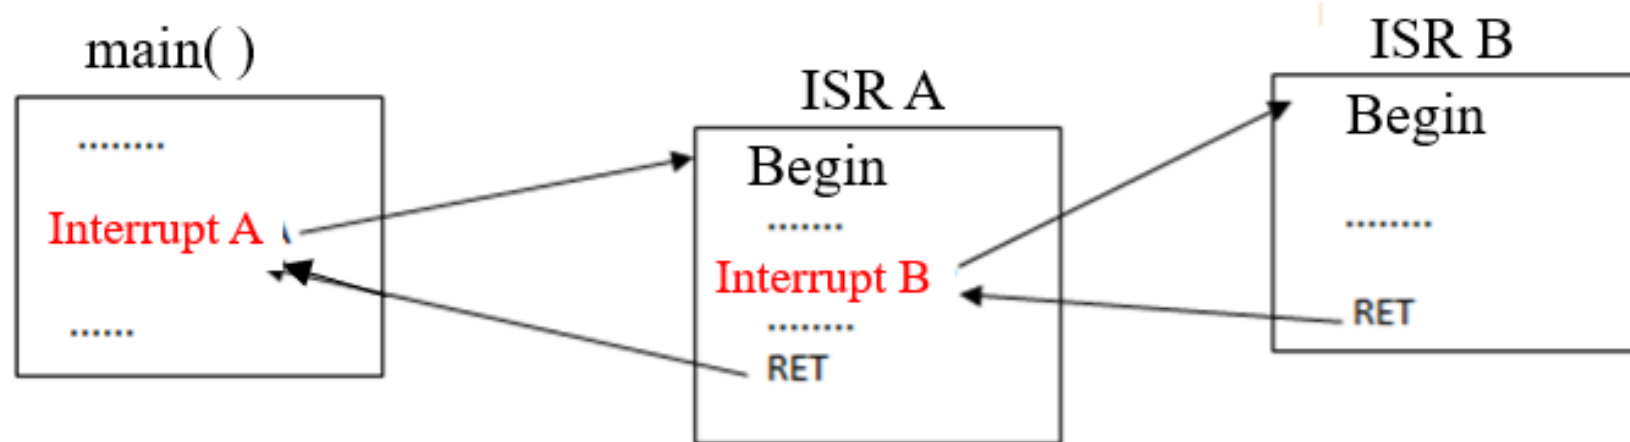 main( )
........
Interrupt A
......
ISR A
Begin
.......
Interrupt B
........
RET
ISR B
Begin
........
RET